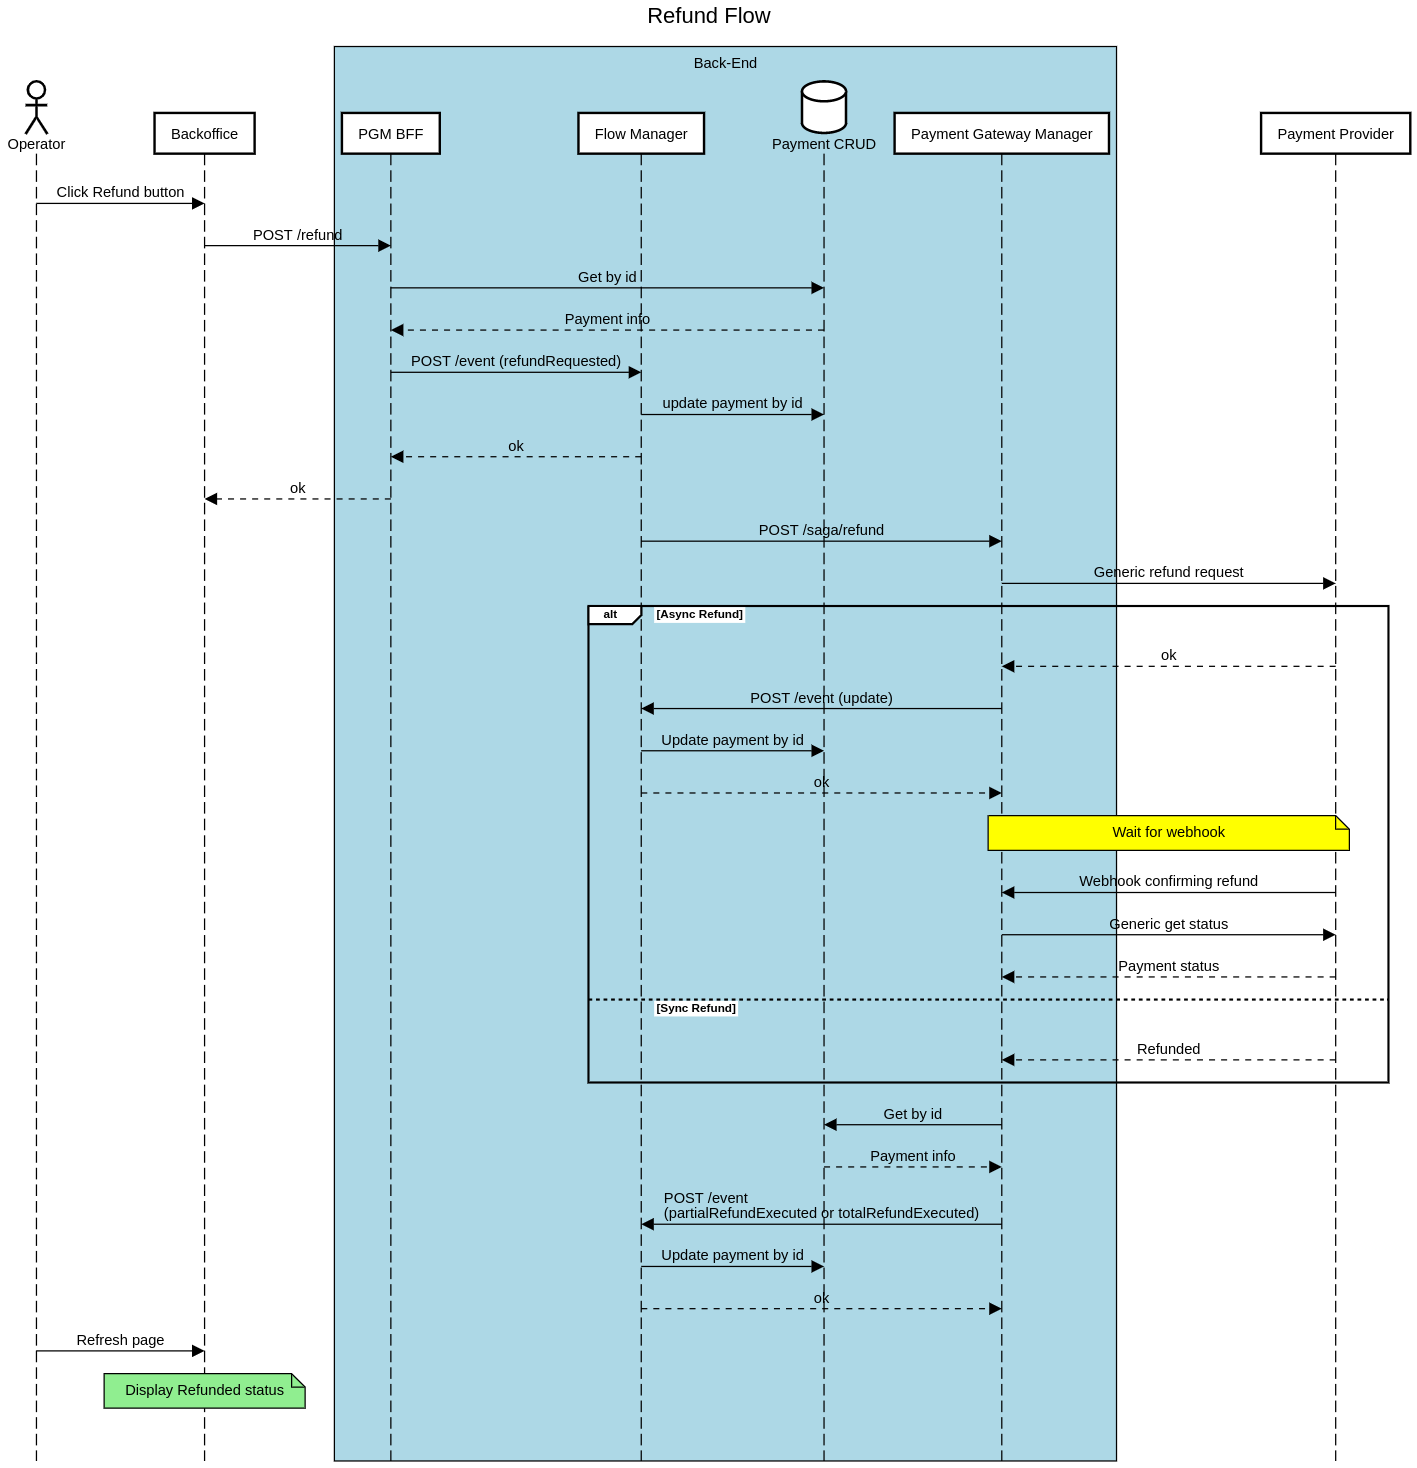 Refund Flow
Back-End
Operator
Backoffice
PGM BFF
Flow Manager
Payment CRUD
Payment Gateway Manager
Payment Provider
Click Refund button
POST /refund
Get by id
Payment info
POST /event (refundRequested)
update payment by id
ok
ok
POST /saga/refund
Generic refund request
alt
[Async Refund]
ok
POST /event (update)
Update payment by id
ok
Wait for webhook
Webhook confirming refund
Generic get status
Payment status
[Sync Refund]
Refunded
Get by id
Payment info
POST /event
(partialRefundExecuted or totalRefundExecuted)
Update payment by id
ok
Refresh page
Display Refunded status